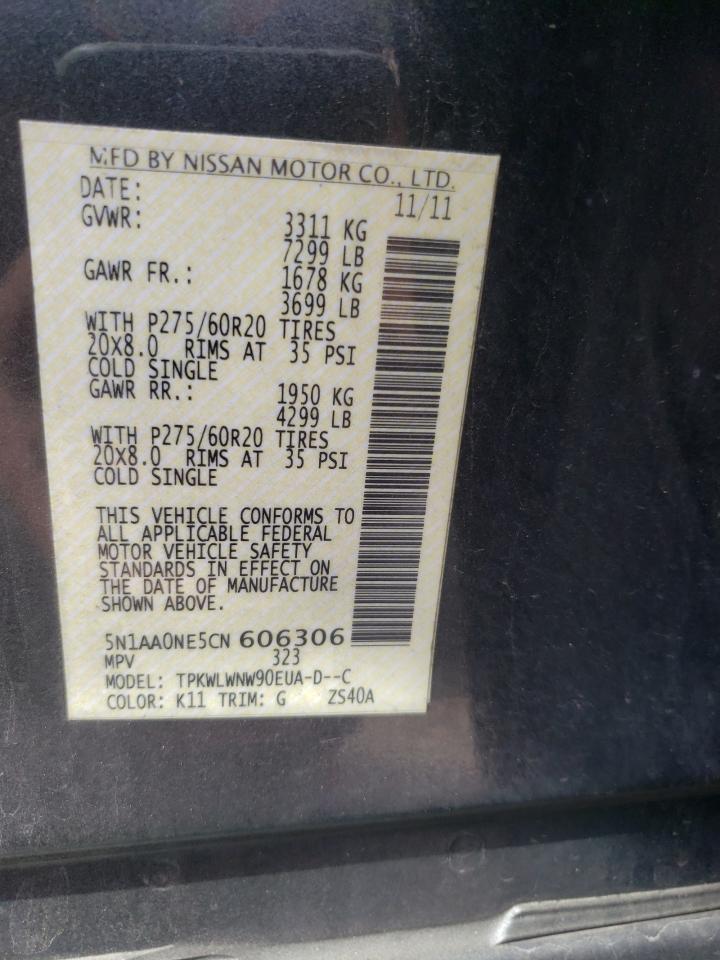 MFD BY NISSAN MOTOR CO., LTD.
DATE: 11/11
GVWR: 3311 KG
7299 LB
GAWR FR.: 1678 KG
3699 LB
WITH P275/60R20 TIRES
20X8.0 RIMS AT 35 PSI
COLD SINGLE
GAWR RR.: 1950 KG
4299 LB
WITH P275/60R20 TIRES
20X8.0 RIMS AT 35 PSI
COLD SINGLE
THIS VEHICLE CONFORMS TO
ALL APPLICABLE FEDERAL
MOTOR VEHICLE SAFETY
STANDARDS IN EFFECT ON
THE DATE OF MANUFACTURE
SHOWN ABOVE.
5N1AA0NE5CN 606306
MPV 323
MODEL: TPKWLWNW90EUA-D--C
COLOR: K11 TRIM: G ZS40A